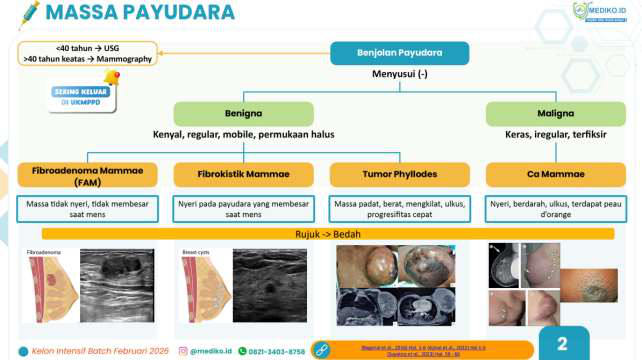 MASSA PAYUDARA
MEDIKO.ID
<40 tahun → USG
>40 tahun keatas → Mammography
Benjolan Payudara
Menyusui (-)
SERING KELUAR
DI UKMPPD
Benigna
Maligna
Kenyal, regular, mobile, permukaan halus
Keras, iregular, terfiksir
Fibroadenoma Mammae
(FAM)
Fibrokistik Mammae
Tumor Phyllodes
Ca Mammae
Massa tidak nyeri, tidak membesar
saat mens
Nyeri pada payudara yang membesar
saat mens
Massa padat, berat, mengkilat, ulkus,
progresifitas cepat
Nyeri, berdarah, ulkus, terdapat peau
d'orange
Rujuk -> Bedah
Fibroadenoma
Breast cysts
2
Kelon Intensif Batch Februari 2026
@mediko.id
0821-3403-8758